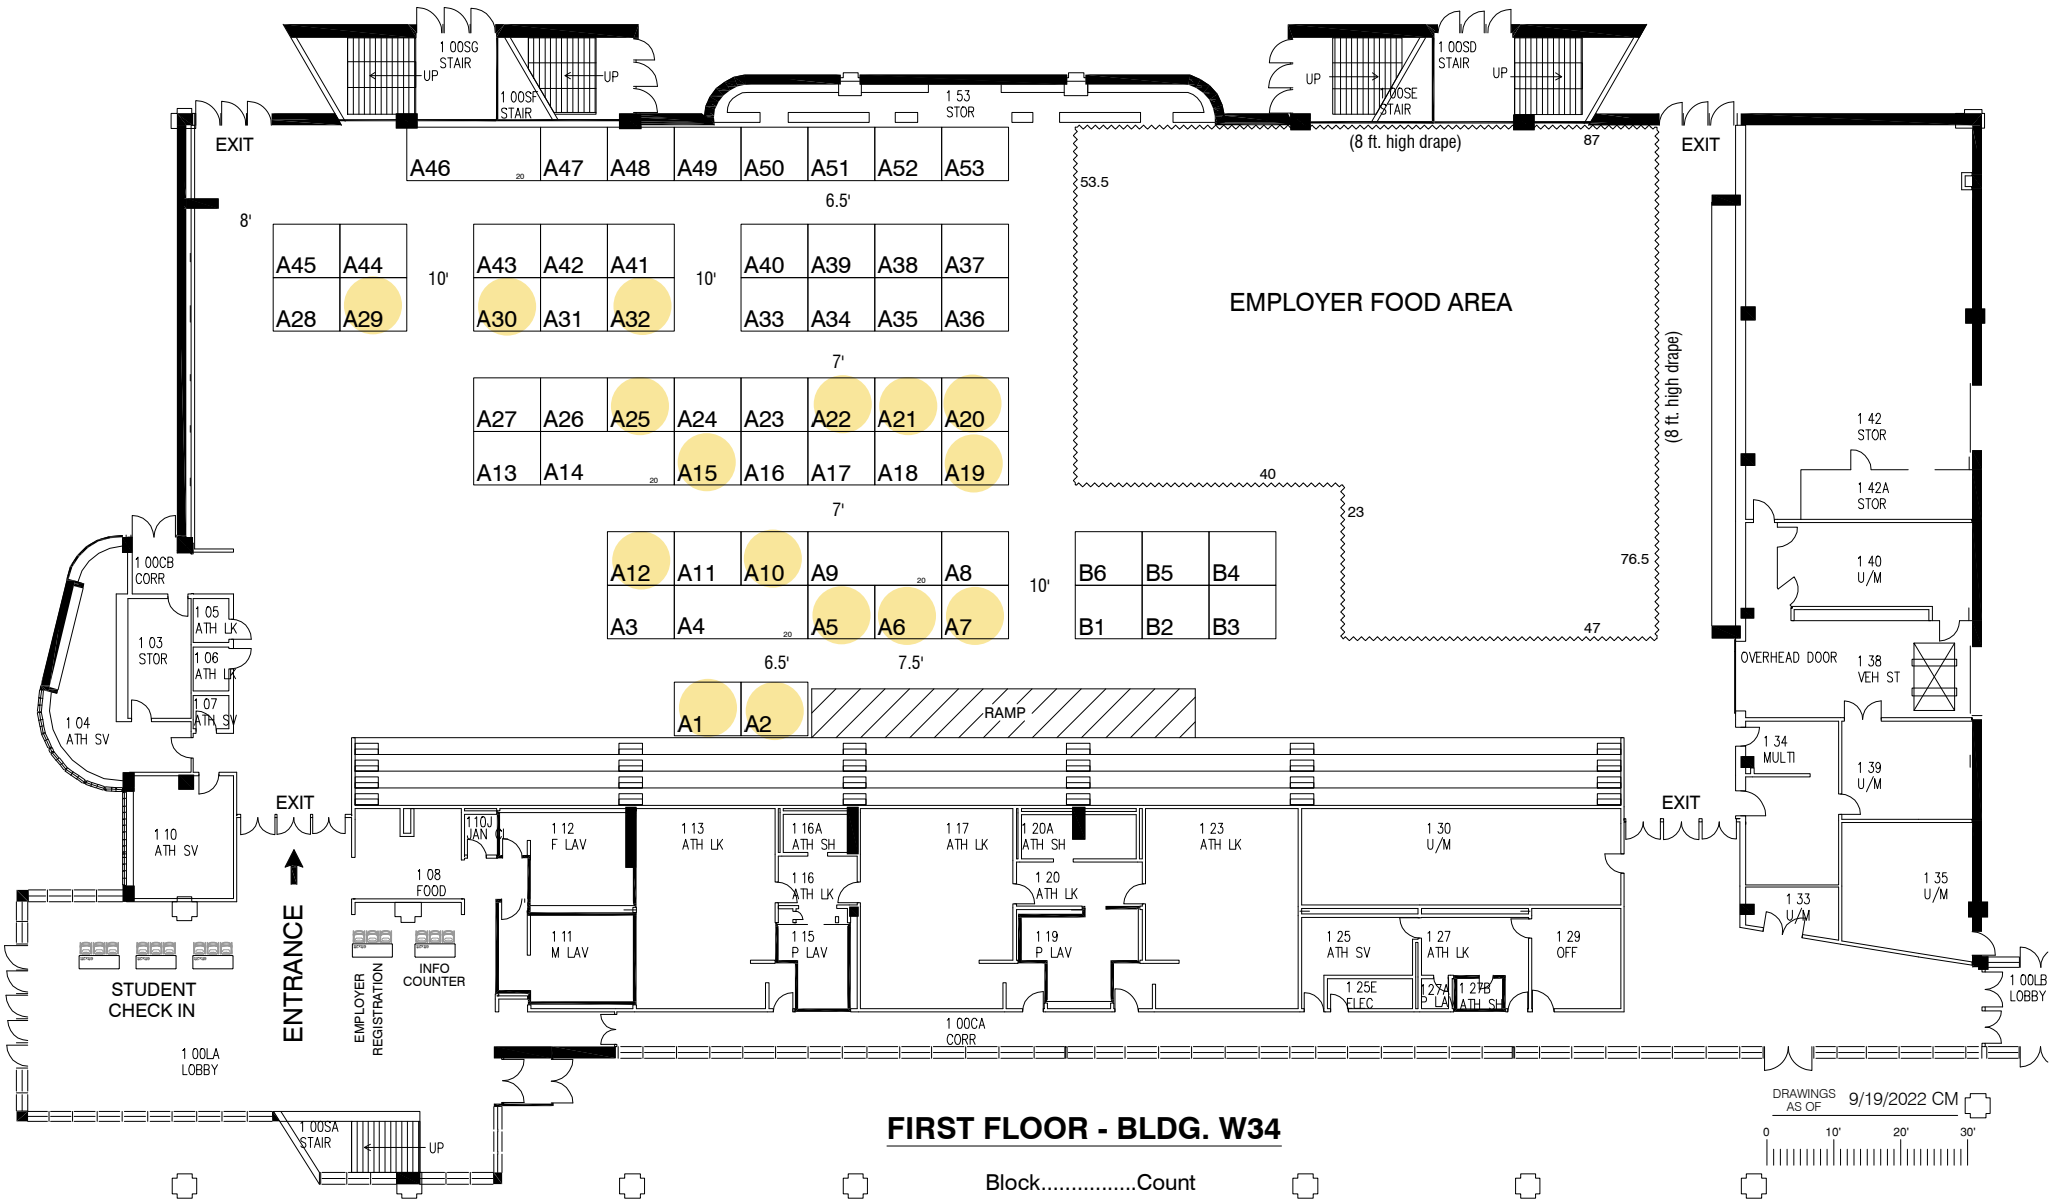 1 00SG
STAIR
UP
UP
1 00SF
STAIR
1 53
STOR
1 00SD
STAIR
UP
UP
1 00SE
STAIR
EXIT
(8 ft. high drape)
87
EXIT
A46 20 A47 A48 A49 A50 A51 A52 A53
53.5
6.5'
8'
A45 A44 10' A43 A42 A41 10' A40 A39 A38 A37
A28 A29 A30 A31 A32 A33 A34 A35 A36
EMPLOYER FOOD AREA
(8 ft. high drape)
7'
A27 A26 A25 A24 A23 A22 A21 A20
A13 A14 20 A15 A16 A17 A18 A19
40
23
7'
1 42
STOR
1 42A
STOR
1 00CB
CORR
A12 A11 A10 A9 20 A8
10'
B6 B5 B4
76.5
1 40
U/M
A3 A4 20 A5 A6 A7
B1 B2 B3
47
1 05
ATH LK
1 03
STOR
1 06
ATH LK
1 07
ATH SV
1 04
ATH SV
6.5' 7.5'
OVERHEAD DOOR
1 38
VEH ST
A1 A2
RAMP
1 34
MULTI
1 39
U/M
EXIT
EXIT
1 10
ATH SV
110J
JAN CL
1 12
F LAV
1 13
ATH LK
1 16A
ATH SH
1 17
ATH LK
1 20A
ATH SH
1 23
ATH LK
1 30
U/M
1 08
FOOD
1 16
ATH LK
1 20
ATH LK
1 35
U/M
1 33
U/M
ENTRANCE
1 11
M LAV
1 15
P LAV
1 19
P LAV
1 25
ATH SV
1 27
ATH LK
1 29
OFF
STUDENT
CHECK IN
EMPLOYER
REGISTRATION
INFO
COUNTER
1 25E
ELEC
127A
P LAV
1 27B
ATH SH
1 00LB
LOBBY
1 00CA
CORR
1 00LA
LOBBY
1 00SA
STAIR
UP
FIRST FLOOR - BLDG. W34
DRAWINGS
AS OF
9/19/2022 CM
0 10' 20' 30'
Block................Count